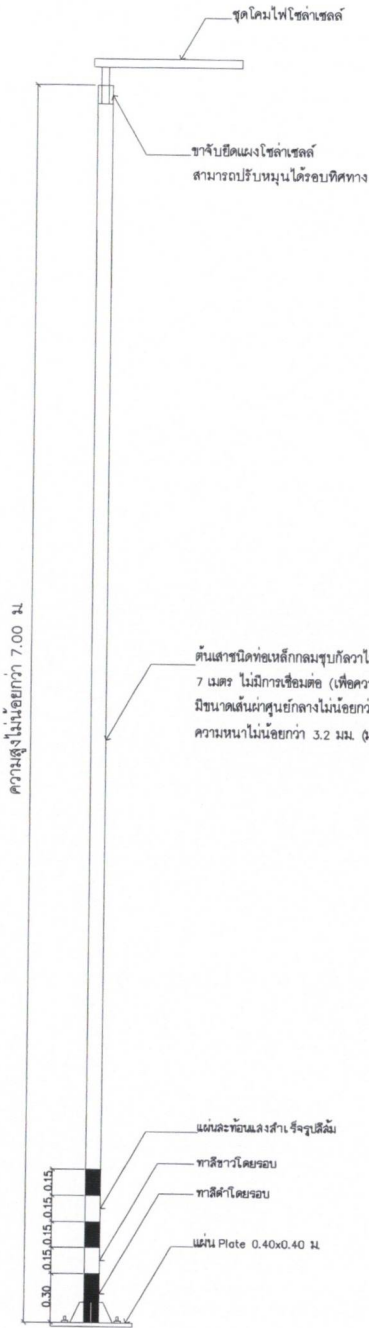 ชุดโคมไฟโซล่าเซลล์
ขาจับยึดแผงโซล่าเซลล์
สามารถปรับหมุนได้รอบทิศทาง
ความสูงไม่น้อยกว่า 7.00 ม.
ต้นเสาชนิดท่อเหล็กกลมชุบกัลวาไ
7 เมตร ไม่มีการเชื่อมต่อ (เพื่อควา
มีขนาดเส้นผ่าศูนย์กลางไม่น้อยกว่
ความหนาไม่น้อยกว่า 3.2 มม. (ม
แผ่นสะท้อนแสงสำเร็จรูปสีส้ม
0.15
ทาสีขาวโดยรอบ
0.15
ทาสีดำโดยรอบ
0.15
0.15
แผ่น Plate 0.40x0.40 ม.
0.30